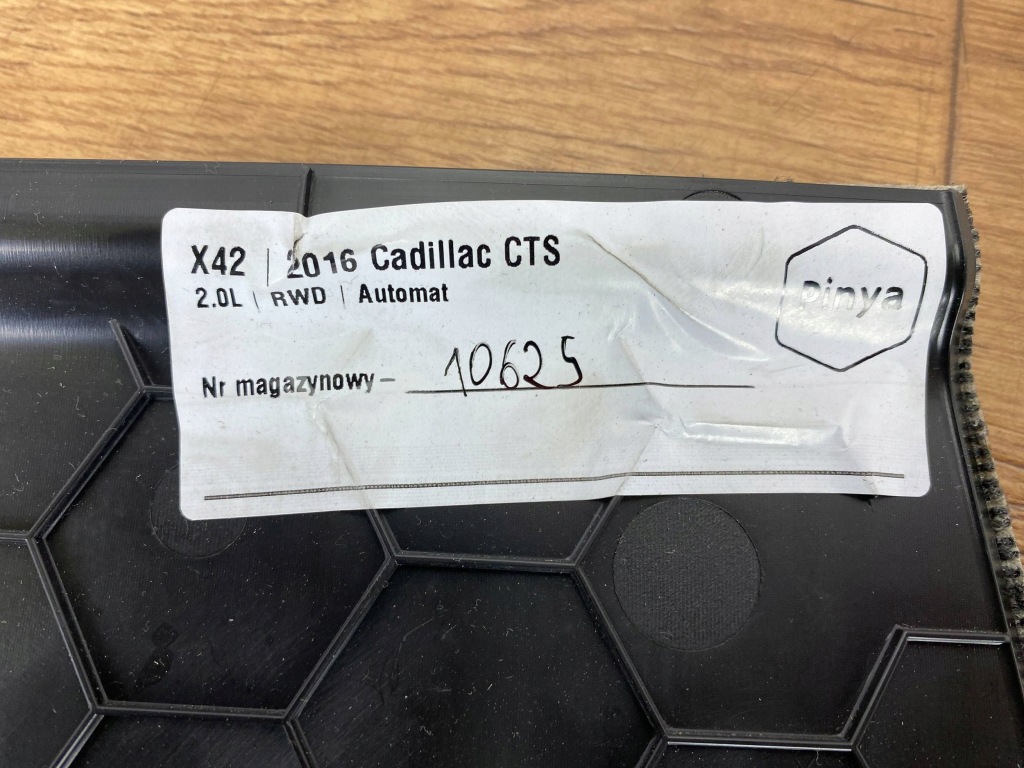 X42 | 2016 Cadillac CTS
2.0L | RWD | Automat
Pinya
Nr magazynowy – 10625